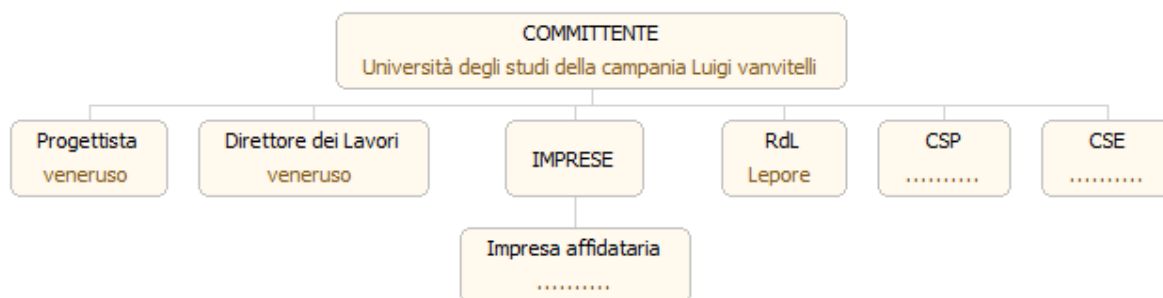 COMMITTENTE
Università degli studi della campania Luigi vanvitelli
Progettista
veneruso
Direttore dei Lavori
veneruso
IMPRESE
RdL
Lepore
CSP
..........
CSE
..........
Impresa affidataria
..........